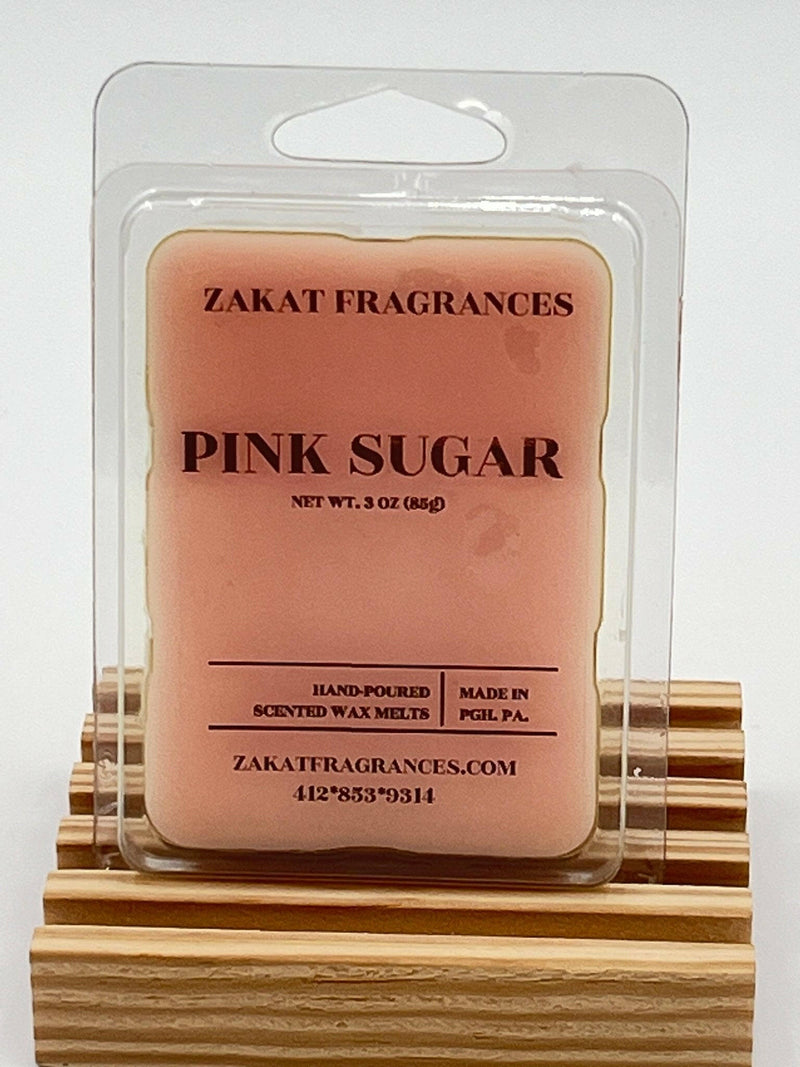 ZAKAT FRAGRANCES
PINK SUGAR
NET WT. 3 OZ (85g)
HAND-POURED
SCENTED WAX MELTS
MADE IN
PGH. PA.
ZAKATFRAGRANCES.COM
412*853*9314